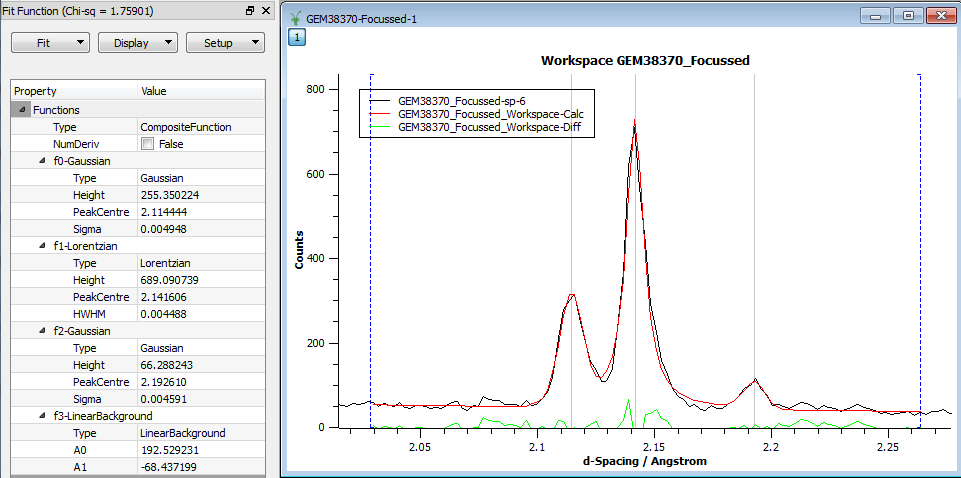 Fit Function (Chi-sq = 1.75901)
Fit
Display
Setup
Property Value
Functions
Type CompositeFunction
NumDeriv False
f0-Gaussian
Type Gaussian
Height 255.350224
PeakCentre 2.114444
Sigma 0.004948
f1-Lorentzian
Type Lorentzian
Height 689.090739
PeakCentre 2.141606
HWHM 0.004488
f2-Gaussian
Type Gaussian
Height 66.288243
PeakCentre 2.192610
Sigma 0.004591
f3-LinearBackground
Type LinearBackground
A0 192.529231
A1 -68.437199
GEM38370-Focussed-1
1
Workspace GEM38370_Focussed
GEM38370_Focussed-sp-6
GEM38370_Focussed_Workspace-Calc
GEM38370_Focussed_Workspace-Diff
800
600
400
200
0
Counts
2.05 2.1 2.15 2.2 2.25
d-Spacing / Angstrom